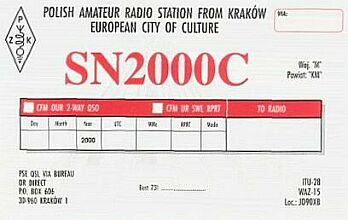 POLISH AMATEUR RADIO STATION FROM KRAKÓW
EUROPEAN CITY OF CULTURE
VIA:
P
Z K
SN2000C
Woj. "M"
Powiat: "KM"
CFM OUR 2-WAY QSO CFM UR SWL RPRT TO RADIO
Day Month Year UTC MHz RPRT Mode
2000
PSE QSL VIA BUREAU
OR DIRECT
P.O. BOX 606
30-960 KRAKÓW 1
Best 73! ........
ITU-28
WAZ-15
Loc.: JO90XB